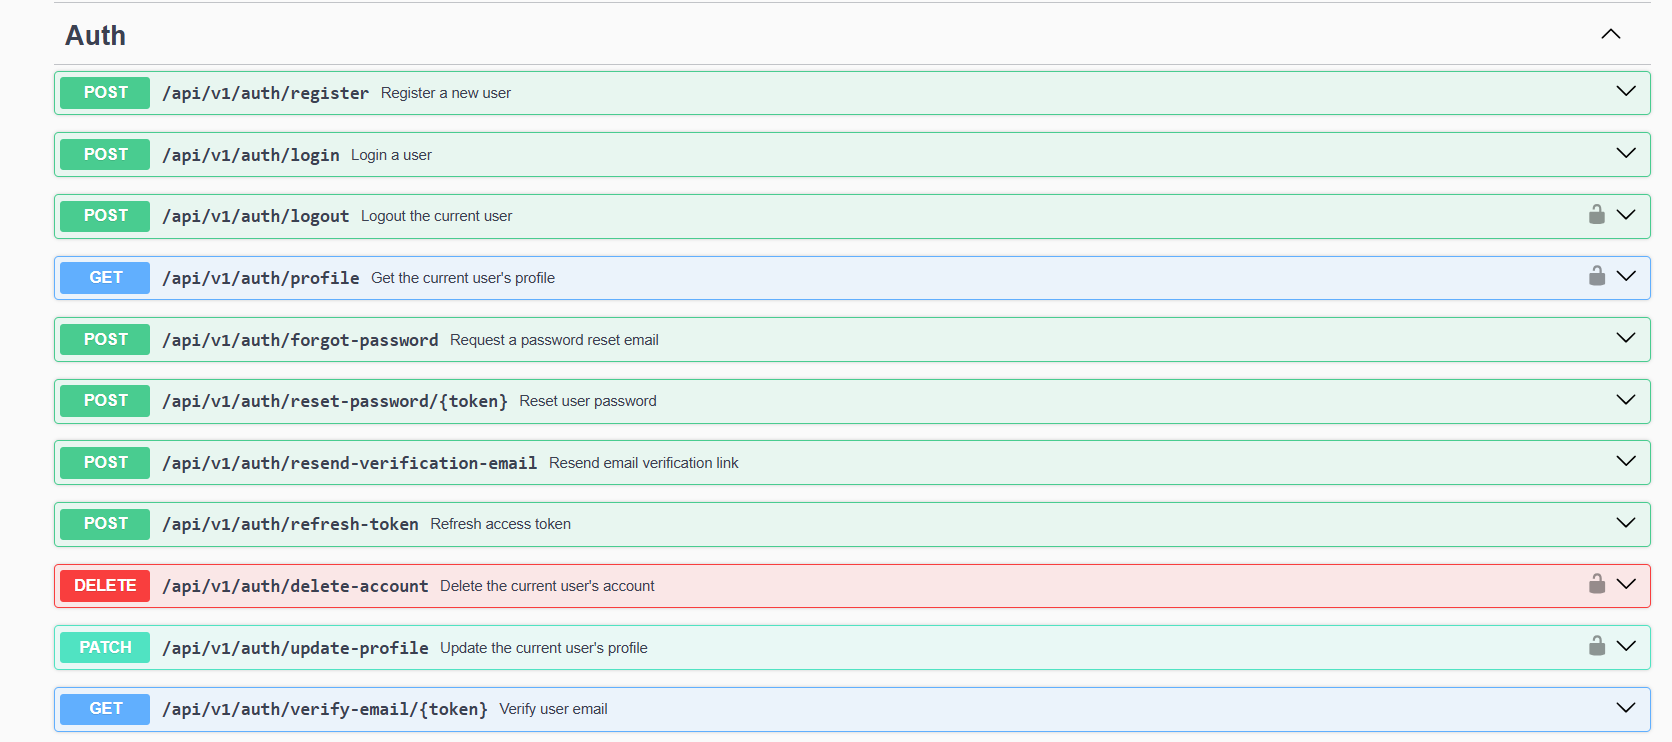 Auth
POST /api/v1/auth/register Register a new user
POST /api/v1/auth/login Login a user
POST /api/v1/auth/logout Logout the current user
GET /api/v1/auth/profile Get the current user's profile
POST /api/v1/auth/forgot-password Request a password reset email
POST /api/v1/auth/reset-password/{token} Reset user password
POST /api/v1/auth/resend-verification-email Resend email verification link
POST /api/v1/auth/refresh-token Refresh access token
DELETE /api/v1/auth/delete-account Delete the current user's account
PATCH /api/v1/auth/update-profile Update the current user's profile
GET /api/v1/auth/verify-email/{token} Verify user email